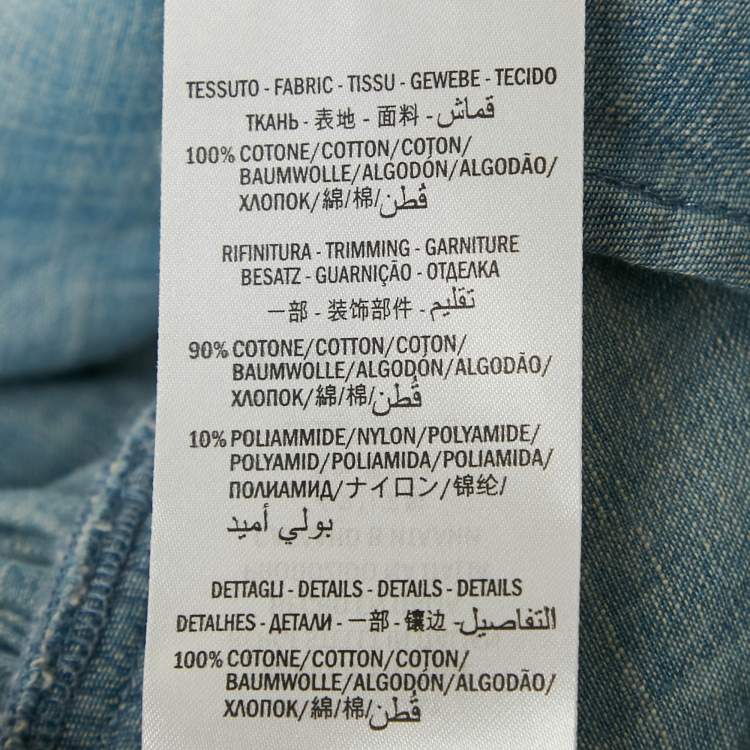 TESSUTO - FABRIC - TISSU - GEWEBE - TECIDO
ТКАНЬ - 表地 - 面料 - قماش
100% COTONE/COTTON/COTON/
BAUMWOLLE/ALGODÓN/ALGODÃO/
ХЛОПОК/綿/棉/قُطن
RIFINITURA - TRIMMING - GARNITURE
BESATZ - GUARNIÇÃO - ОТДЕЛКА
一部 - 装饰部件 - تقليم
90% COTONE/COTTON/COTON/
BAUMWOLLE/ALGODÓN/ALGODÃO/
ХЛОПОК/綿/棉/قُطن
10% POLIAMMIDE/NYLON/POLYAMIDE/
POLYAMID/POLIAMIDA/POLIAMIDA/
ПОЛИАМИД/ナイロン/锦纶/
بولي أميد
DETTAGLI - DETAILS - DETAILS - DETAILS
DETALHES - ДЕТАЛИ - 一部 - 镶边 - التفاصيل
100% COTONE/COTTON/COTON/
BAUMWOLLE/ALGODÓN/ALGODÃO/
ХЛОПОК/綿/棉/قُطن